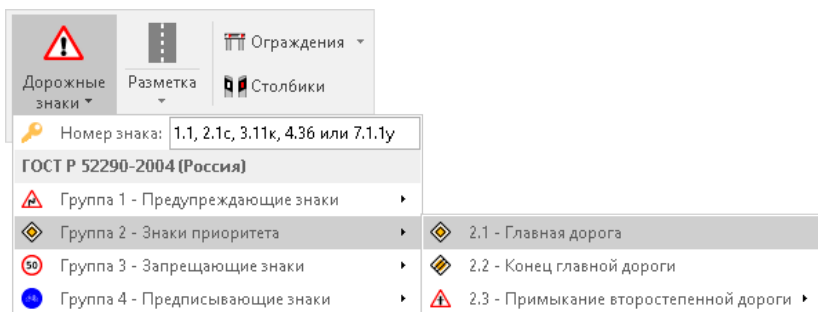 Дорожные знаки
Разметка
Ограждения
Столбики
Номер знака: 1.1, 2.1с, 3.11к, 4.36 или 7.1.1у
ГОСТ Р 52290-2004 (Россия)
Группа 1 - Предупреждающие знаки
Группа 2 - Знаки приоритета
2.1 - Главная дорога
50
Группа 3 - Запрещающие знаки
2.2 - Конец главной дороги
Группа 4 - Предписывающие знаки
2.3 - Примыкание второстепенной дороги